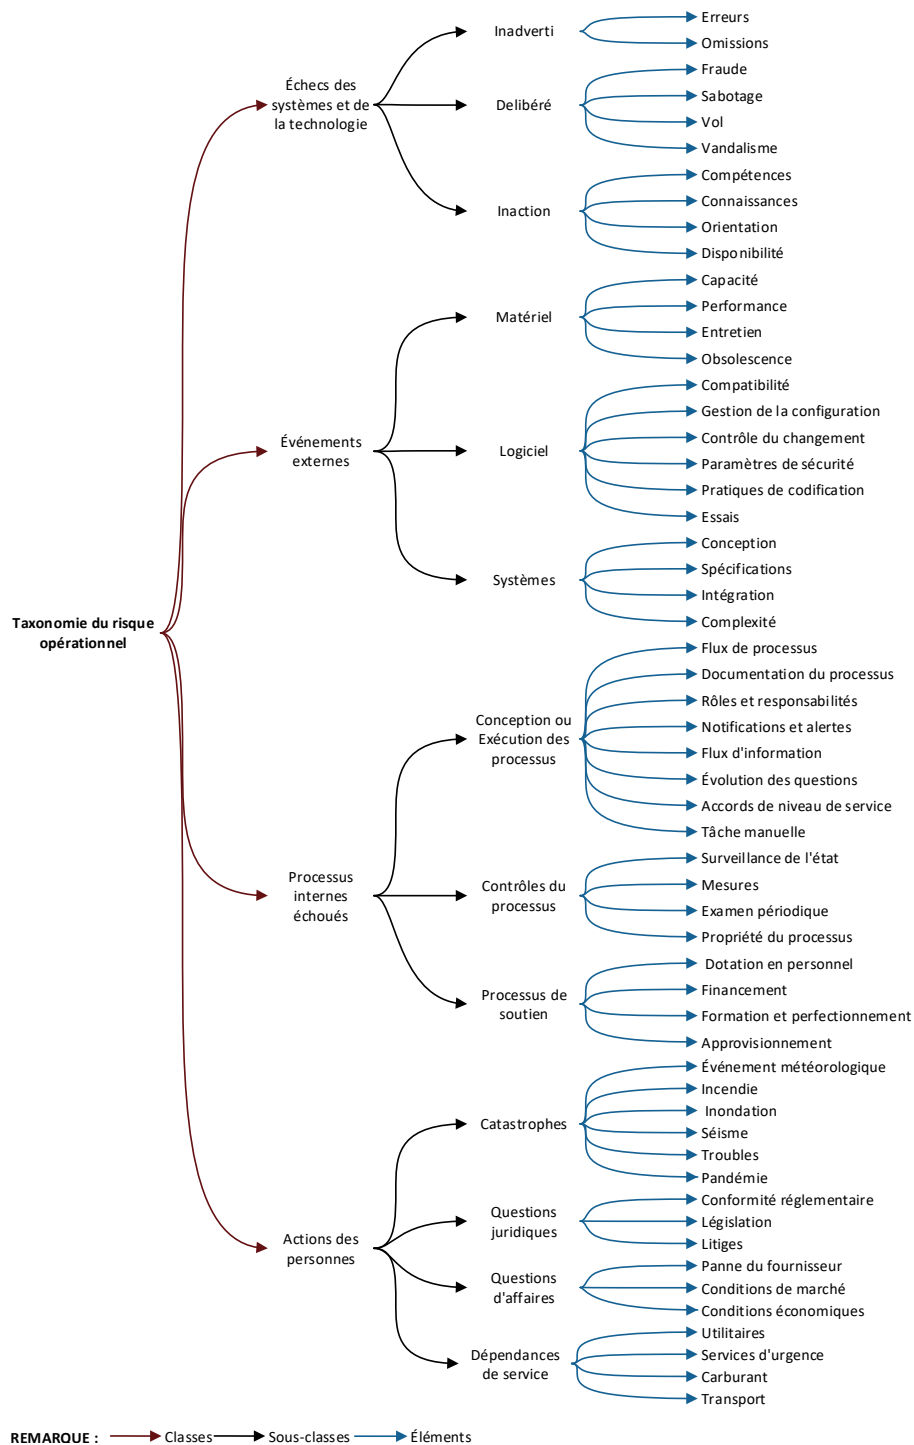 Taxonomie du risque
opérationnel
Échecs des
systèmes et de
la technologie
Inadverti
Erreurs
Omissions
Delibéré
Fraude
Sabotage
Vol
Vandalisme
Inaction
Compétences
Connaissances
Orientation
Disponibilité
Événements
externes
Matériel
Capacité
Performance
Entretien
Obsolescence
Logiciel
Compatibilité
Gestion de la configuration
Contrôle du changement
Paramètres de sécurité
Pratiques de codification
Essais
Systèmes
Conception
Spécifications
Intégration
Complexité
Processus
internes
échoués
Conception ou
Exécution des
processus
Flux de processus
Documentation du processus
Rôles et responsabilités
Notifications et alertes
Flux d'information
Évolution des questions
Accords de niveau de service
Tâche manuelle
Contrôles du
processus
Surveillance de l'état
Mesures
Examen périodique
Propriété du processus
Processus de
soutien
Dotation en personnel
Financement
Formation et perfectionnement
Approvisionnement
Actions des
personnes
Catastrophes
Événement météorologique
Incendie
Inondation
Séisme
Troubles
Pandémie
Questions
juridiques
Conformité réglementaire
Législation
Litiges
Questions
d'affaires
Panne du fournisseur
Conditions de marché
Conditions économiques
Dépendances
de service
Utilitaires
Services d'urgence
Carburant
Transport
REMARQUE : Classes Sous-classes Éléments